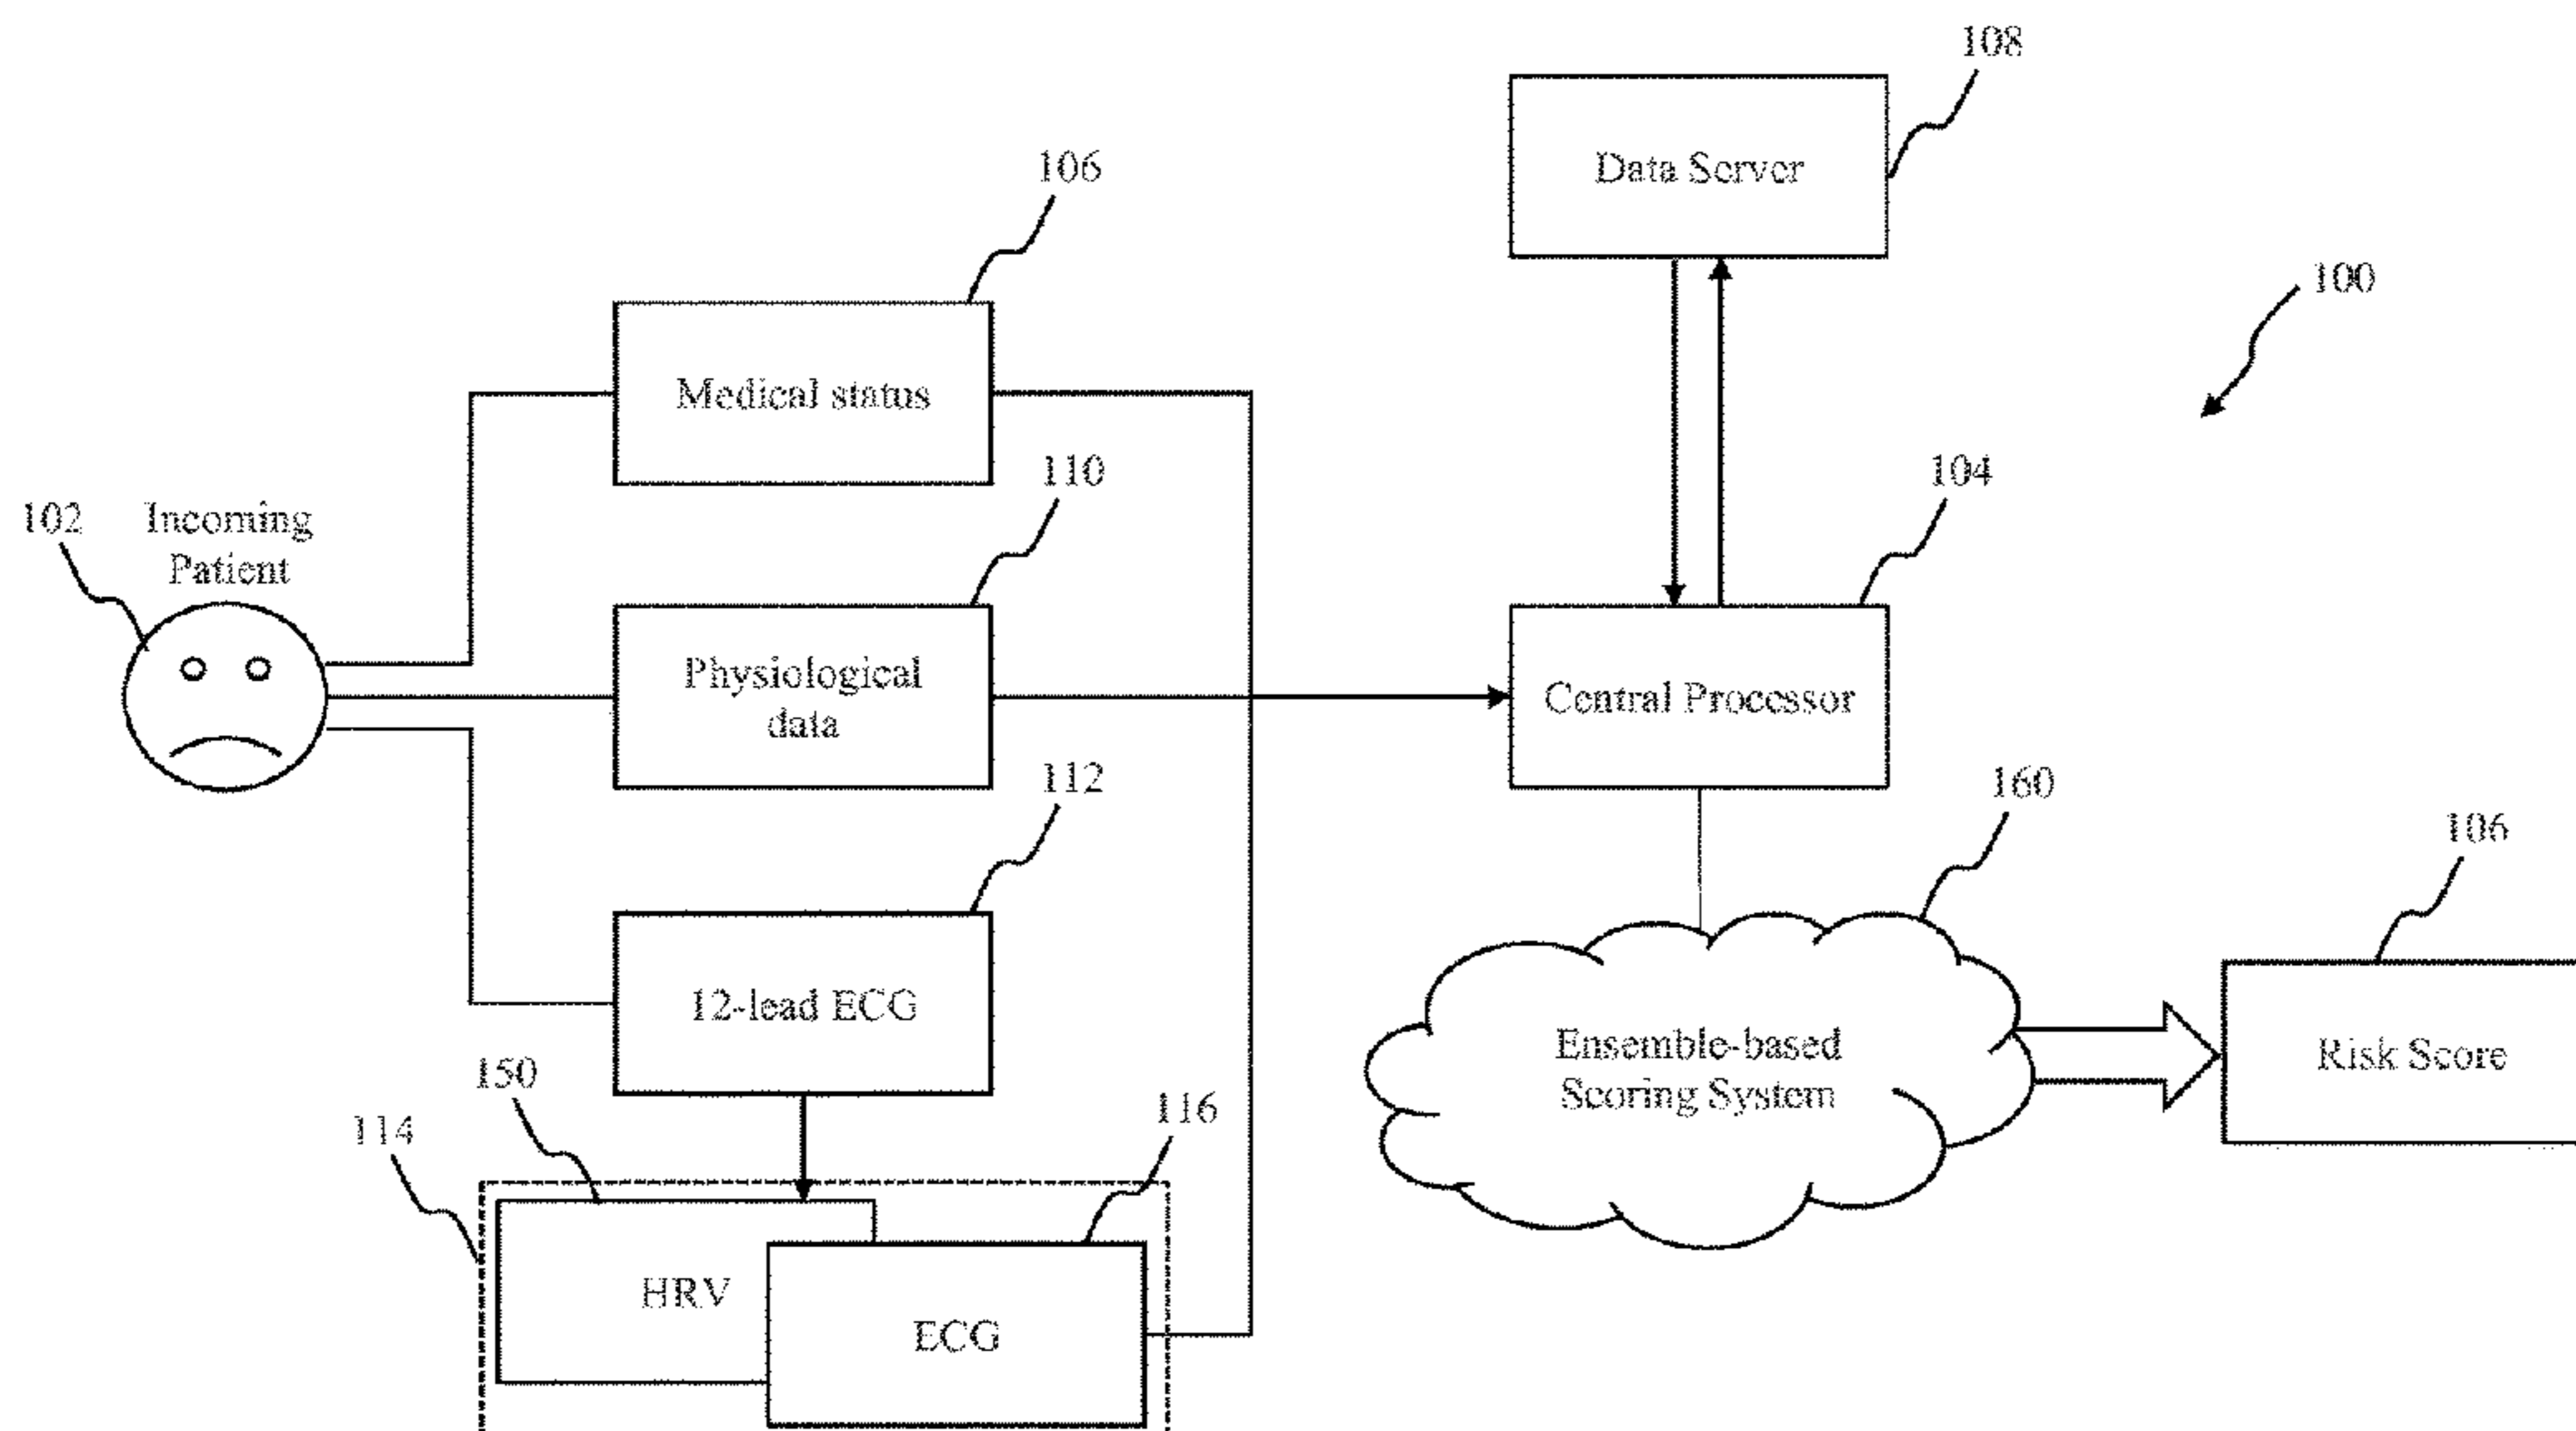 108
Data Server
106
100
Medical status
110
104
102
Incoming
Patient
Physiological
data
Central Processor
112
160
106
12-lead ECG
Ensemble-based
Scoring System
Risk Score
150
116
114
HRV
ECG